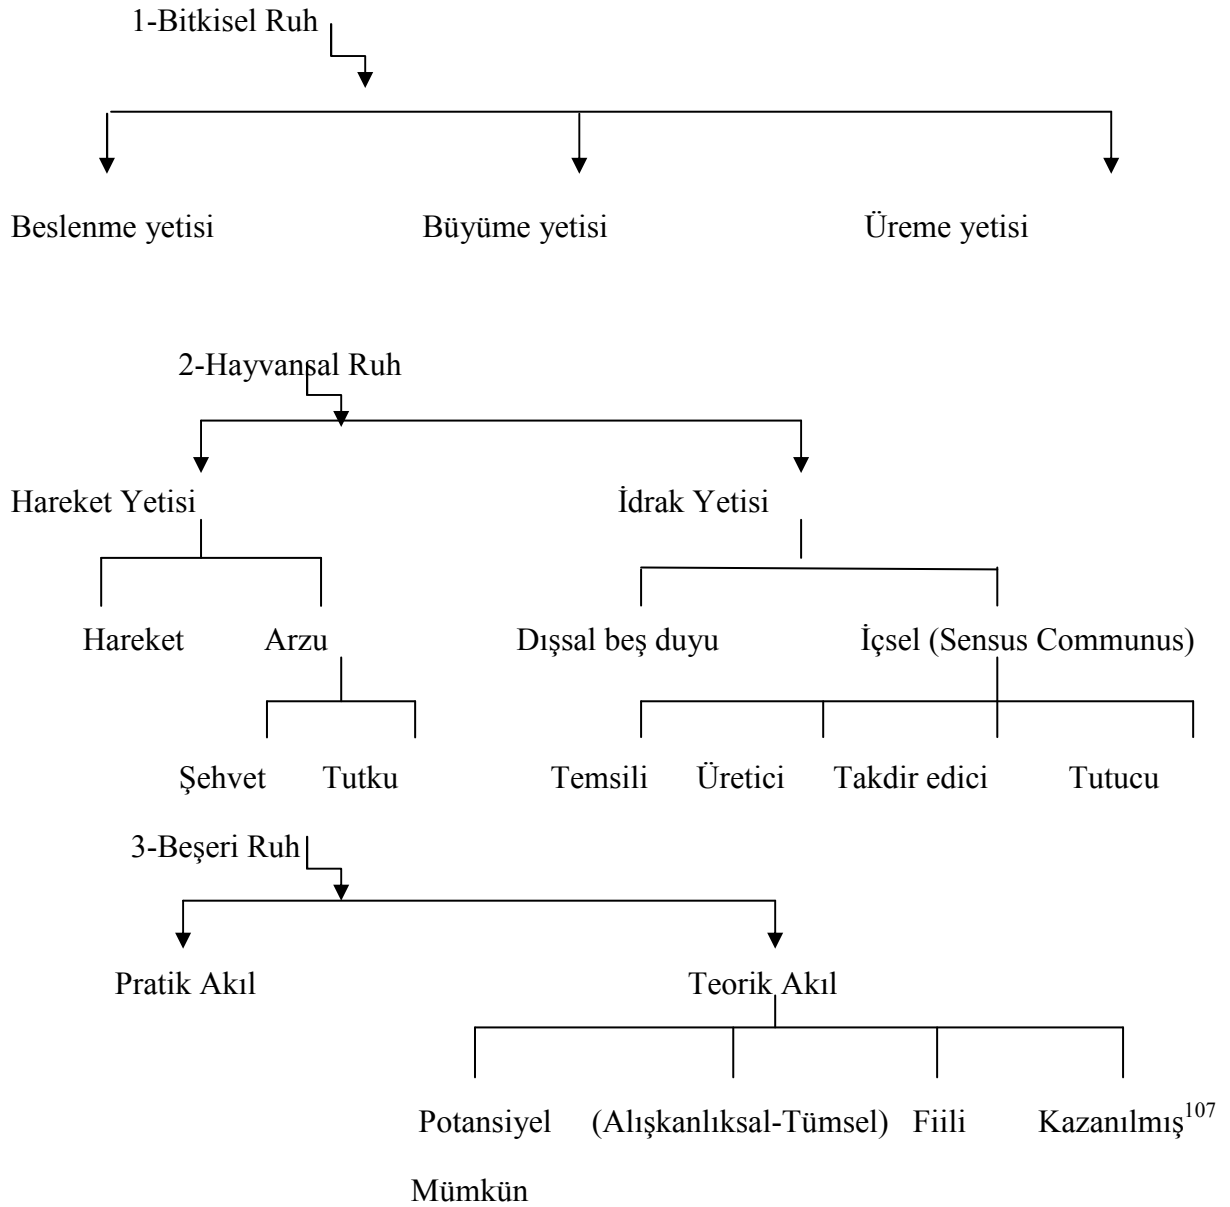 1-Bitkisel Ruh
Beslenme yetisi Büyüme yetisi Üreme yetisi
2-Hayvansal Ruh
Hareket Yetisi İdrak Yetisi
Hareket Arzu Dışsal beş duyu İçsel (Sensus Communus)
Şehvet Tutku Temsili Üretici Takdir edici Tutucu
3-Beşeri Ruh
Pratik Akıl Teorik Akıl
Potansiyel (Alışkanlıksal-Tümsel) Fiili Kazanılmış107
Mümkün